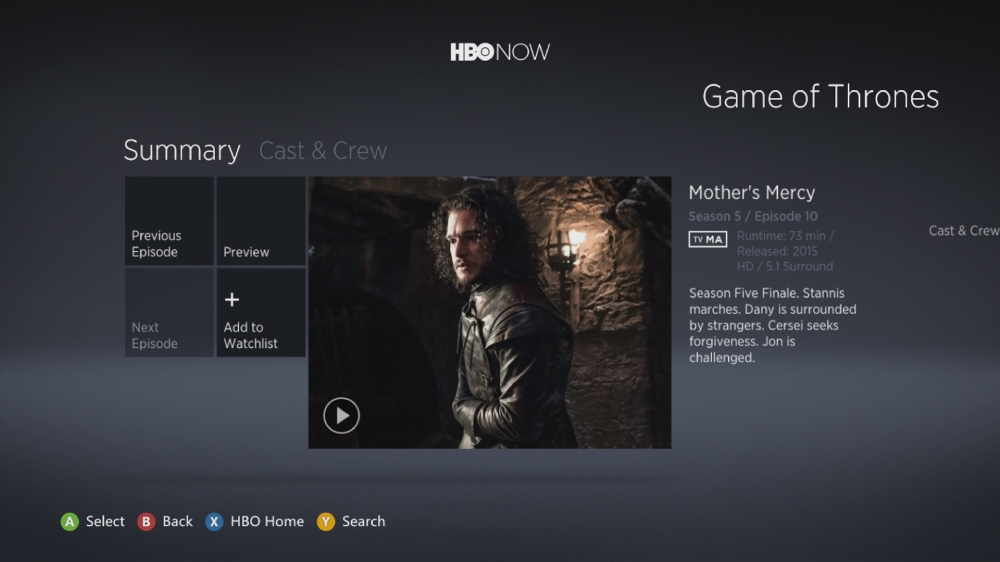 HBO NOW
Game of Thrones
Summary Cast & Crew
Previous
Episode
Preview
Next
Episode
+
Add to
Watchlist
Mother's Mercy
Season 5 / Episode 10
TV MA
Runtime: 73 min /
Released: 2015
HD / 5.1 Surround
Season Five Finale. Stannis
marches. Dany is surrounded
by strangers. Cersei seeks
forgiveness. Jon is
challenged.
Cast & Crew
A Select B Back X HBO Home Y Search